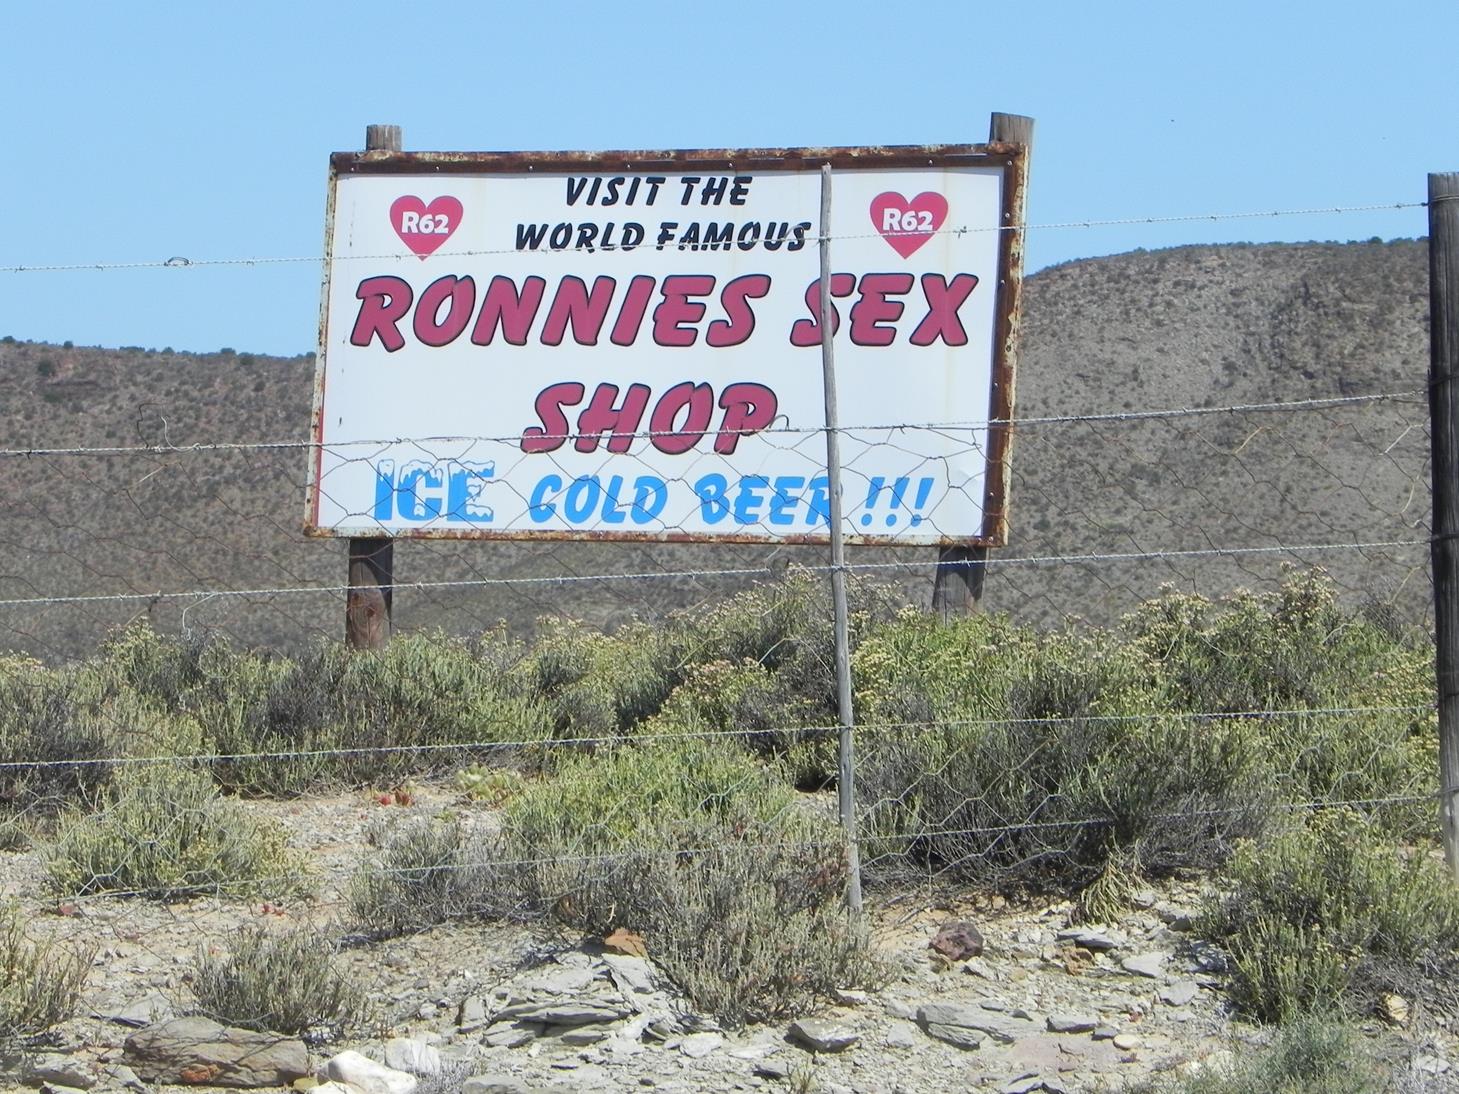 VISIT THE
R62 WORLD FAMOUS R62
RONNIES SEX
SHOP
ICE COLD BEER !!!